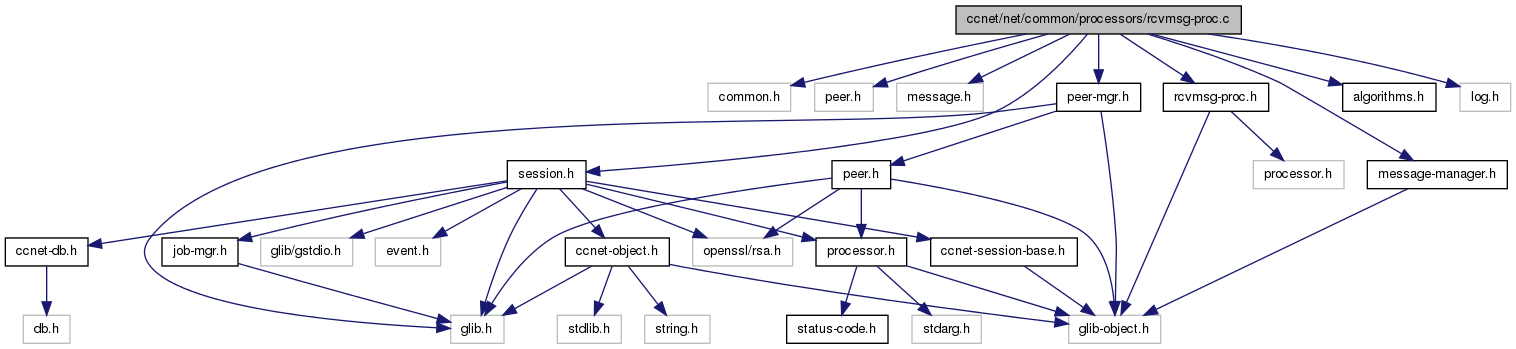 ccnet/net/common/processors/rcvmsg-proc.c
common.h
peer.h
message.h
peer-mgr.h
rcvmsg-proc.h
algorithms.h
log.h
session.h
peer.h
processor.h
message-manager.h
ccnet-db.h
job-mgr.h
glib/gstdio.h
event.h
ccnet-object.h
openssl/rsa.h
processor.h
ccnet-session-base.h
db.h
glib.h
stdlib.h
string.h
status-code.h
stdarg.h
glib-object.h